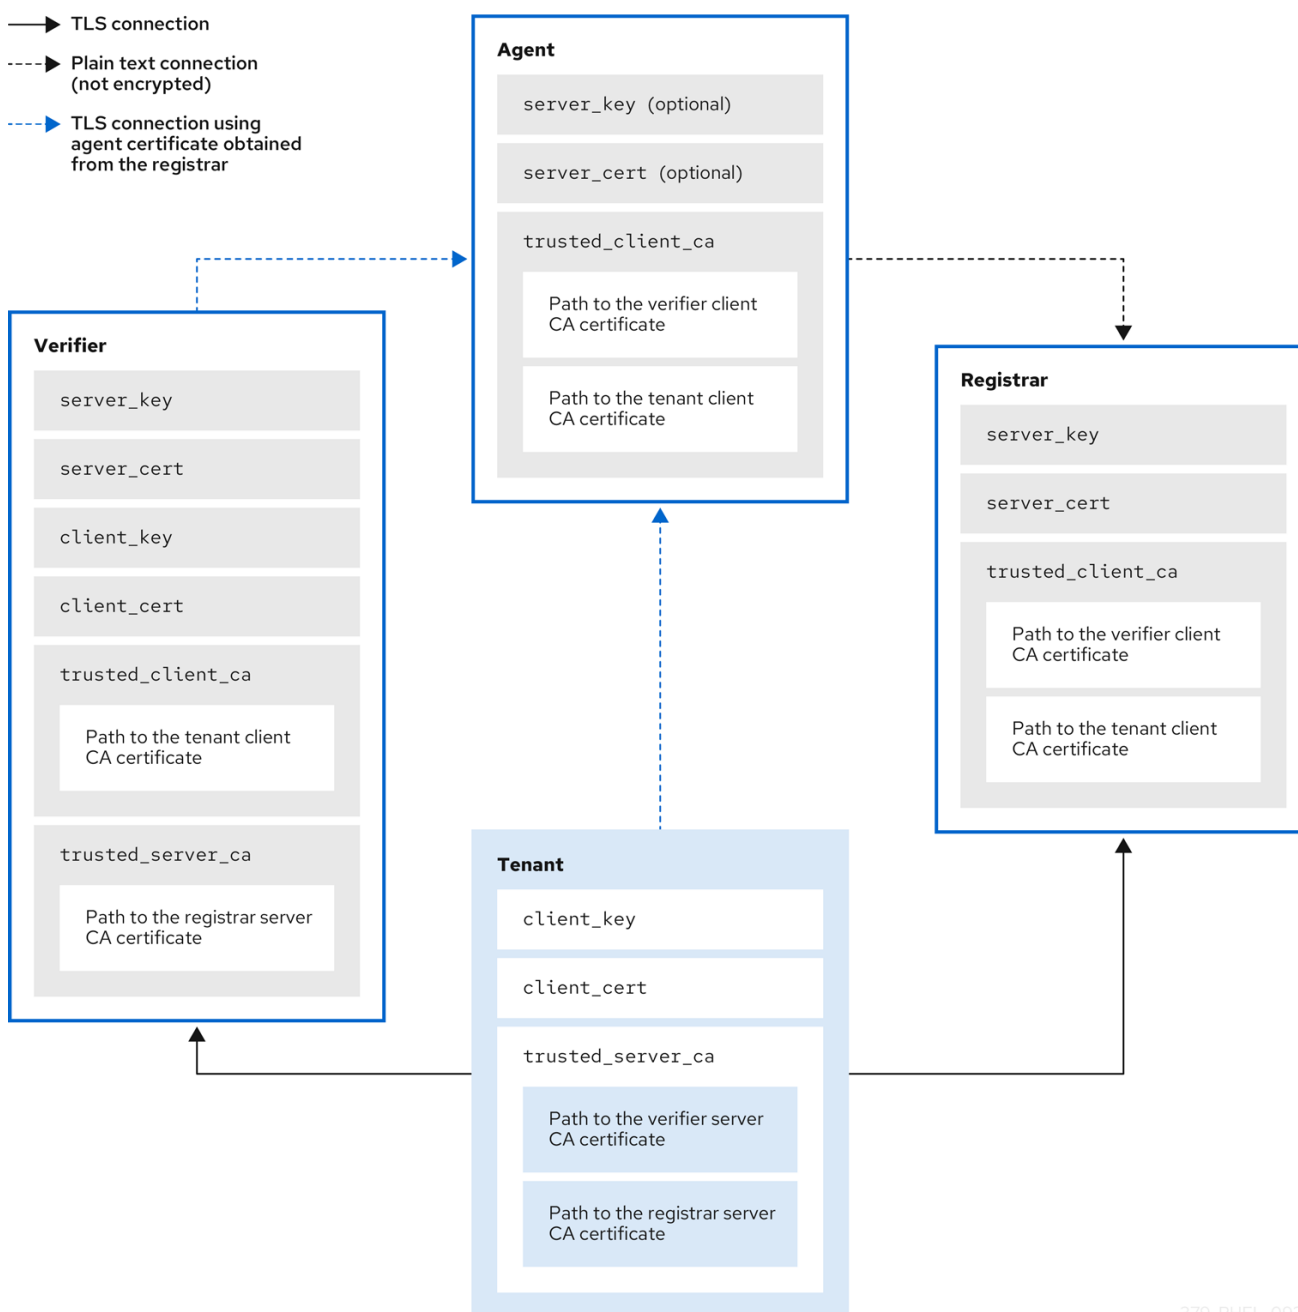 TLS connection
Plain text connection
(not encrypted)
TLS connection using
agent certificate obtained
from the registrar
Agent
server_key (optional)
server_cert (optional)
trusted_client_ca
Path to the verifier client
CA certificate
Path to the tenant client
CA certificate
Verifier
server_key
server_cert
client_key
client_cert
trusted_client_ca
Path to the tenant client
CA certificate
trusted_server_ca
Path to the registrar server
CA certificate
Registrar
server_key
server_cert
trusted_client_ca
Path to the verifier client
CA certificate
Path to the tenant client
CA certificate
Tenant
client_key
client_cert
trusted_server_ca
Path to the verifier server
CA certificate
Path to the registrar server
CA certificate